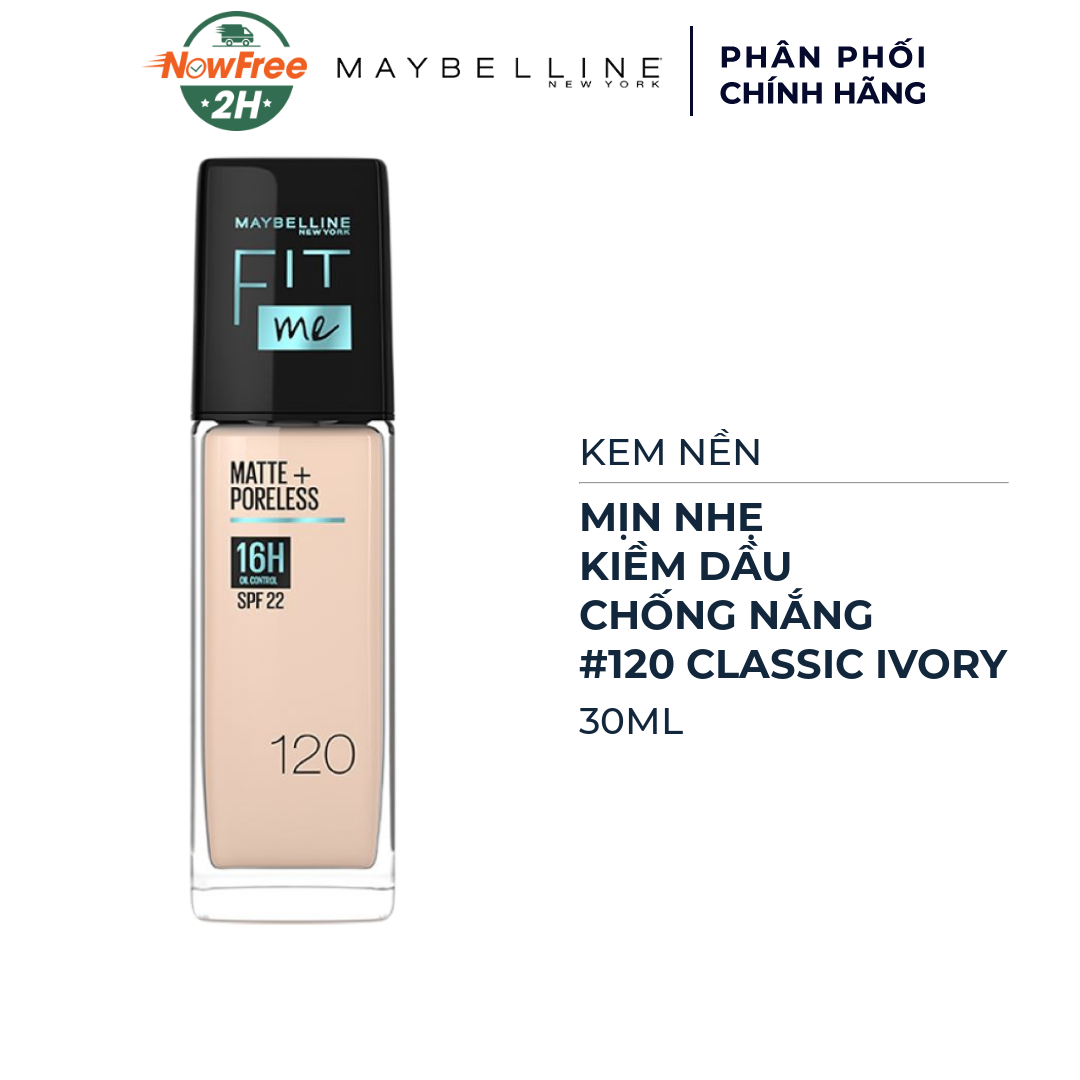 NowFree
2H
MAYBELLINE
NEW YORK
PHÂN PHỐI
CHÍNH HÃNG
MAYBELLINE
NEW YORK
FIT
me
MATTE +
PORELESS
16H
OIL CONTROL
SPF 22
120
KEM NỀN
MỊN NHẸ
KIỀM DẦU
CHỐNG NẮNG
#120 CLASSIC IVORY
30ML